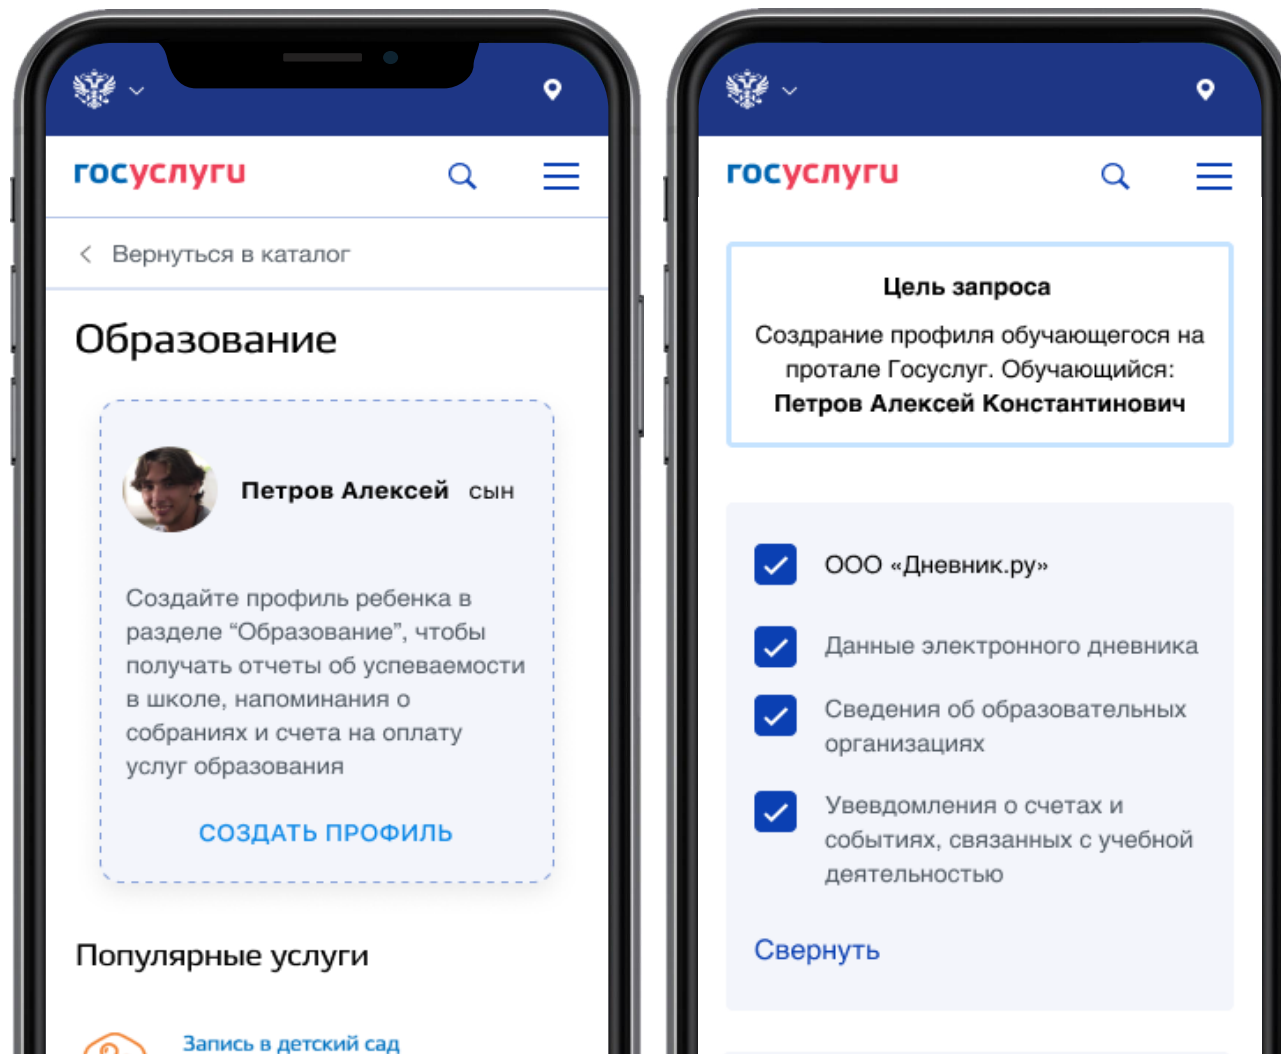 госуслуги
Вернуться в каталог
Образование
Петров Алексей сын
Создайте профиль ребенка в
разделе “Образование”, чтобы
получать отчеты об успеваемости
в школе, напоминания о
собраниях и счета на оплату
услуг образования
СОЗДАТЬ ПРОФИЛЬ
Популярные услуги
Запись в детский сад
госуслуги
Цель запроса
Создрание профиля обучающегося на
протале Госуслуг. Обучающийся:
Петров Алексей Константинович
ООО «Дневник.ру»
Данные электронного дневника
Сведения об образовательных
организациях
Увевдомления о счетах и
событиях, связанных с учебной
деятельностью
Свернуть